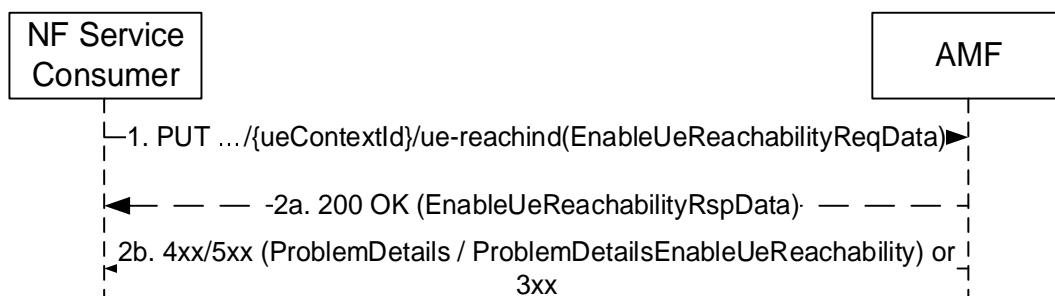 NF Service
Consumer
AMF
1. PUT .../{ueContextId}/ue-reachind(EnableUeReachabilityReqData)
2a. 200 OK (EnableUeReachabilityRspData)
2b. 4xx/5xx (ProblemDetails / ProblemDetailsEnableUeReachability) or
3xx